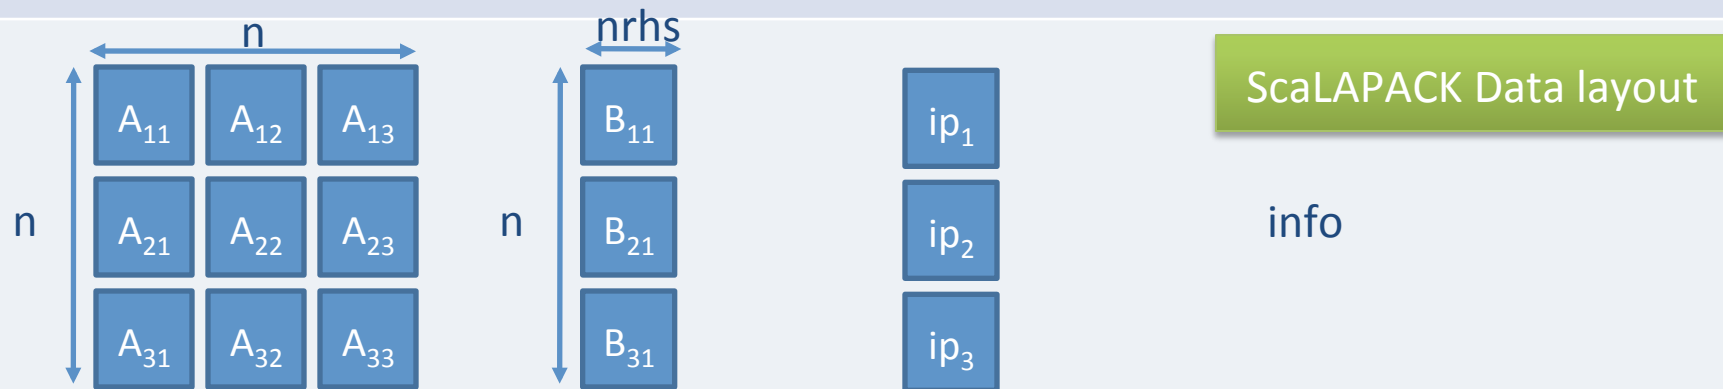 n nrhs
ScaLAPACK Data layout
A₁₁ A₁₂ A₁₃ B₁₁ ip₁
n A₂₁ A₂₂ A₂₃ n B₂₁ ip₂ info
A₃₁ A₃₂ A₃₃ B₃₁ ip₃